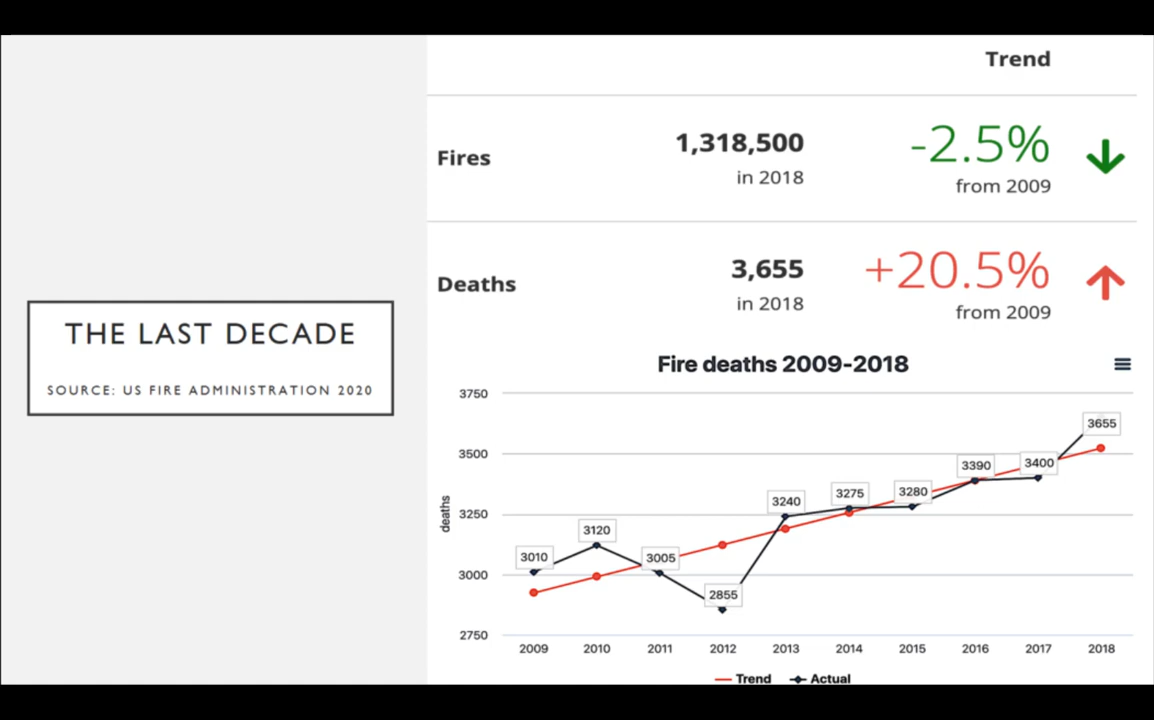 THE LAST DECADE
SOURCE: US FIRE ADMINISTRATION 2020
Trend
Fires
1,318,500
in 2018
-2.5%
from 2009
Deaths
3,655
in 2018
+20.5%
from 2009
Fire deaths 2009-2018
deaths
3750
3500
3250
3000
2750
3010
3120
3005
2855
3240
3275
3280
3390
3400
3655
2009 2010 2011 2012 2013 2014 2015 2016 2017 2018
Trend Actual